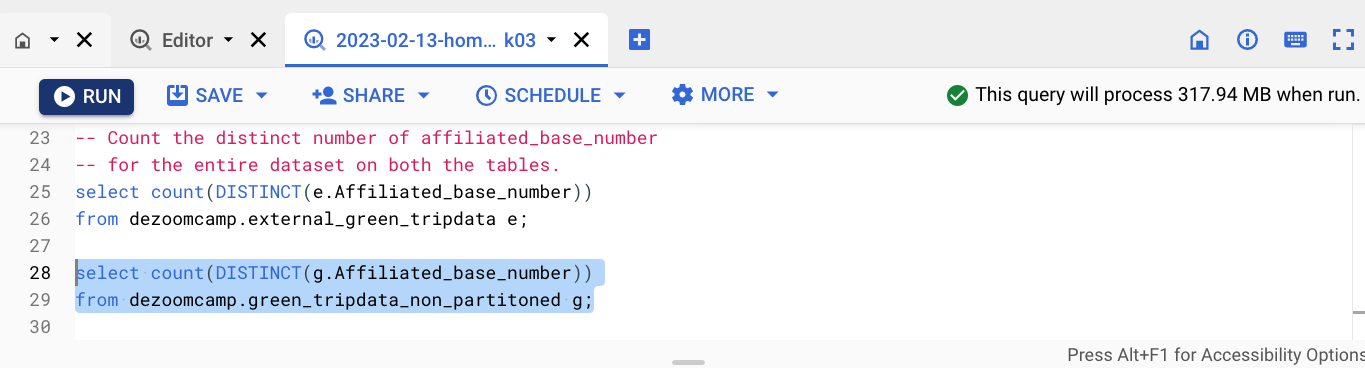 Editor
2023-02-13-hom... k03
RUN
SAVE
SHARE
SCHEDULE
MORE
This query will process 317.94 MB when run.
23 -- Count the distinct number of affiliated_base_number
24 -- for the entire dataset on both the tables.
25 select count(DISTINCT(e.Affiliated_base_number))
26 from dezoomcamp.external_green_tripdata e;
27
28 select count(DISTINCT(g.Affiliated_base_number))
29 from dezoomcamp.green_tripdata_non_partitoned g;
30
Press Alt+F1 for Accessibility Options